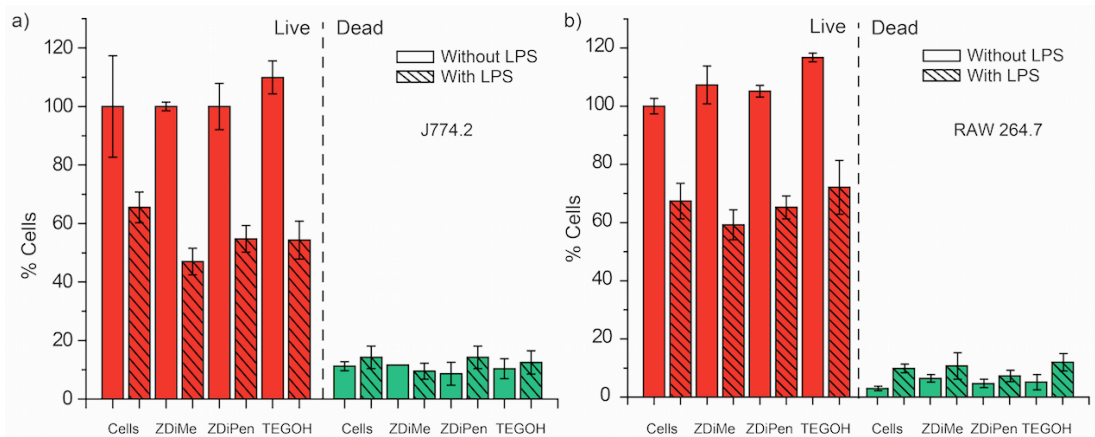 a)
Live
Dead
Without LPS
With LPS
J774.2
% Cells
120
100
80
60
40
20
0
Cells ZDiMe ZDiPen TEGOH Cells ZDiMe ZDiPen TEGOH
b)
Live
Dead
Without LPS
With LPS
RAW 264.7
% Cells
120
100
80
60
40
20
0
Cells ZDiMe ZDiPen TEGOH Cells ZDiMe ZDiPen TEGOH